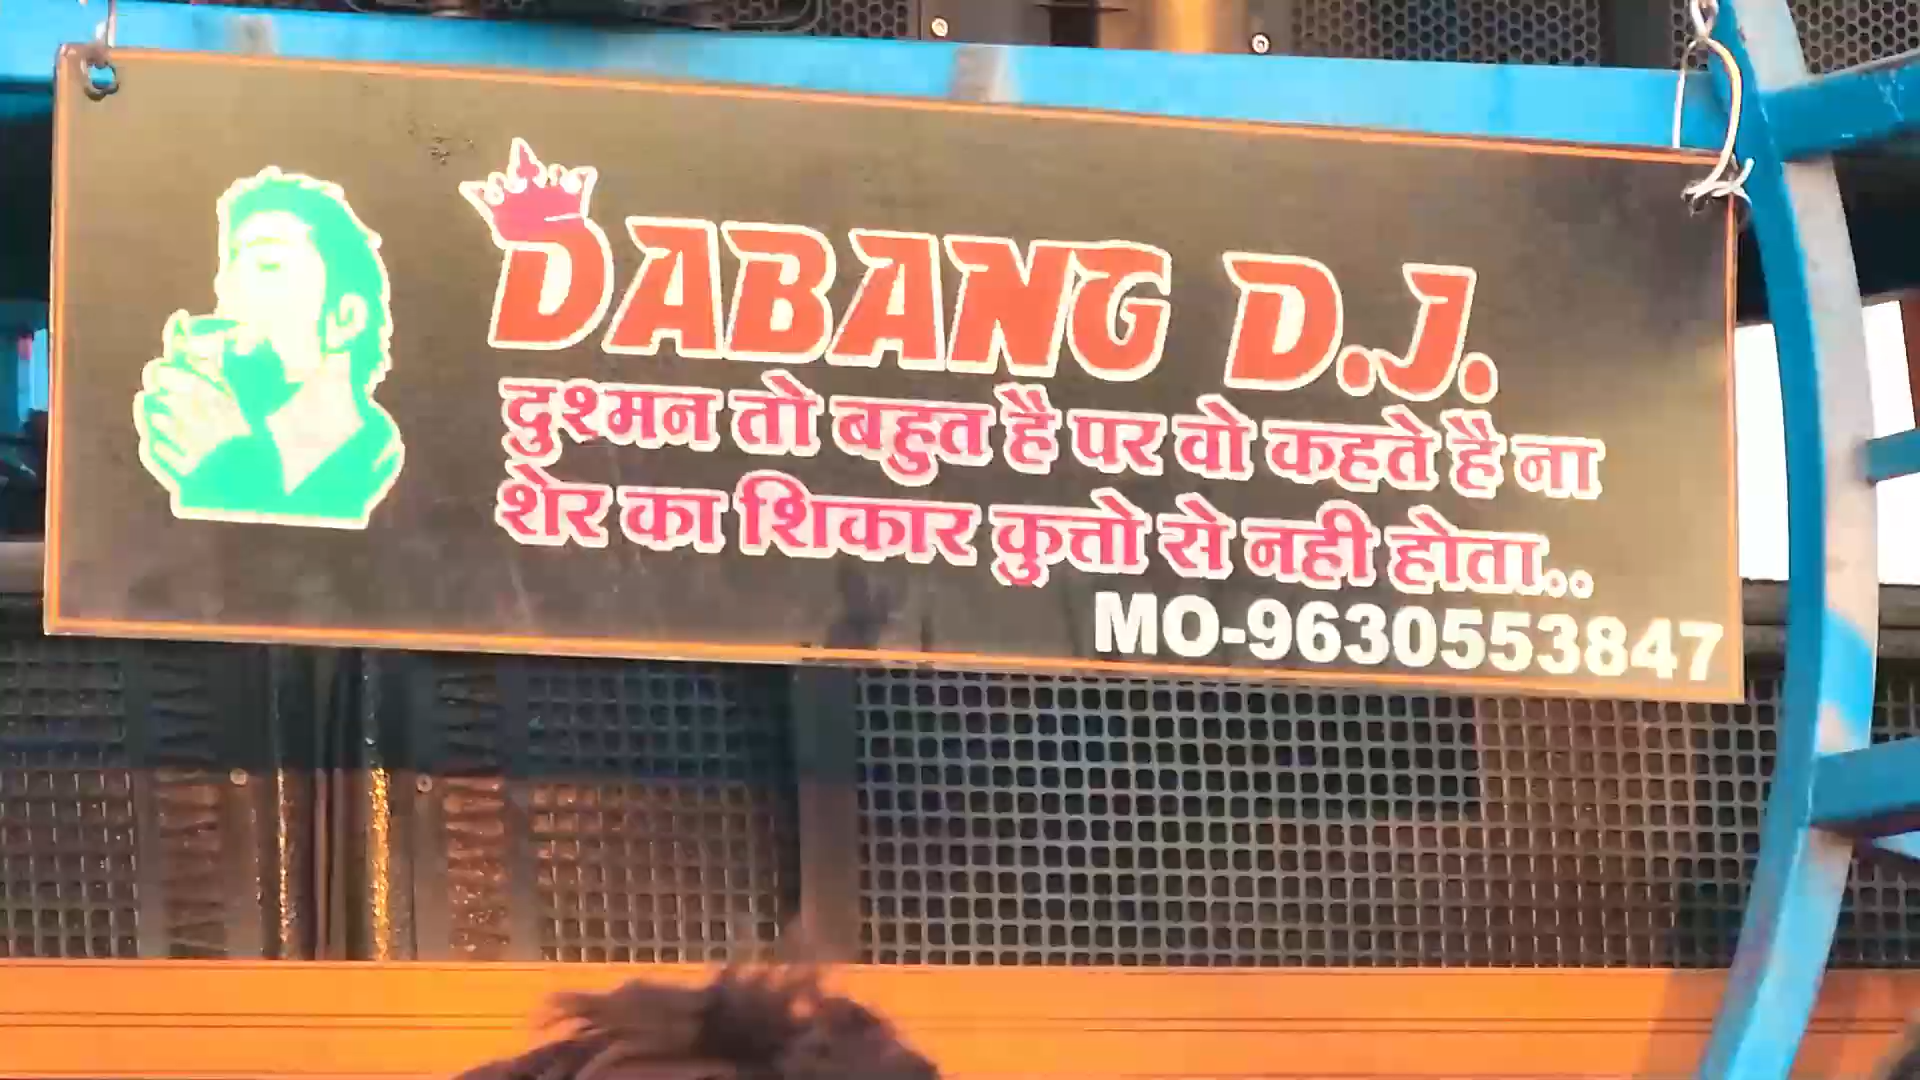 DABANG D.J.
दुश्मन तो बहुत है पर वो कहते है ना
शेर का शिकार कुत्तो से नही होता..
MO-9630553847